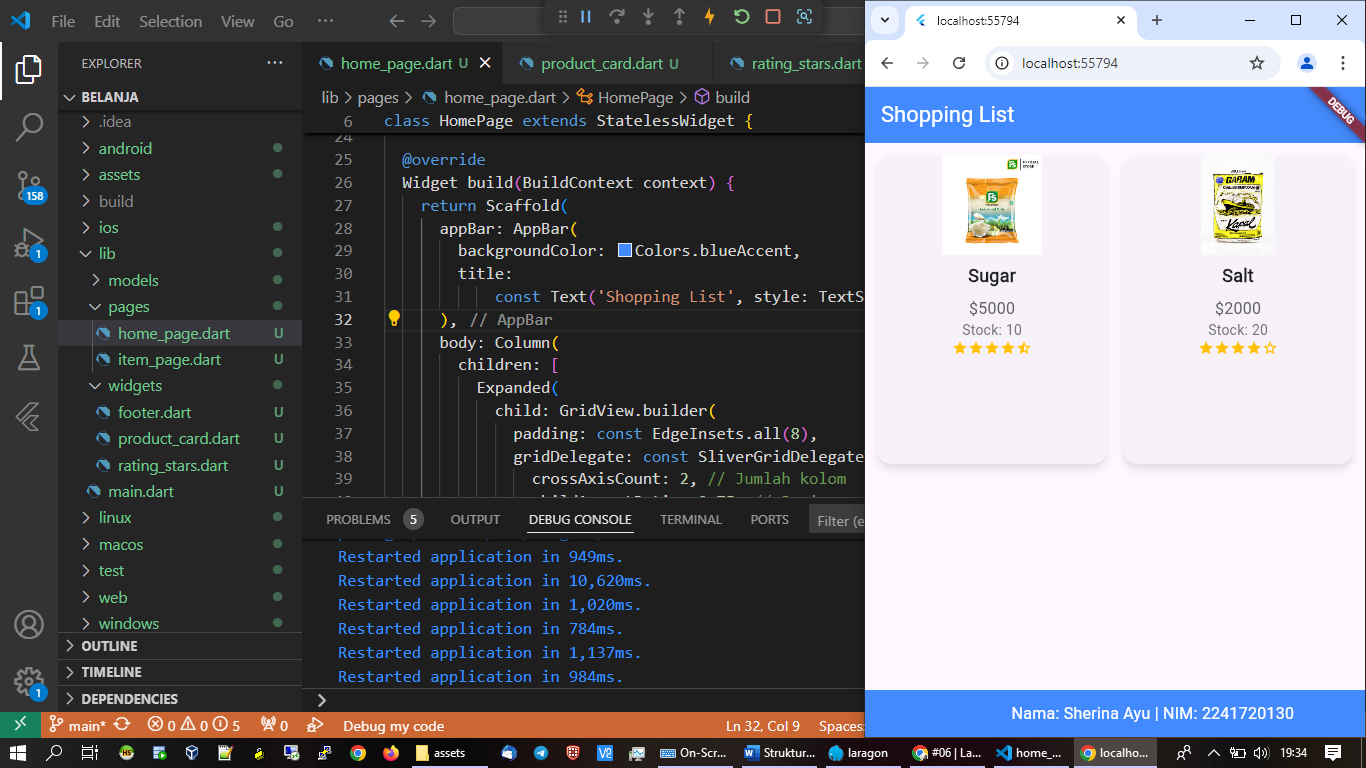 File Edit Selection View Go ···
EXPLORER
BELANJA
.idea
android
assets
build
ios
lib
models
pages
home_page.dart U
item_page.dart U
widgets
footer.dart U
product_card.dart U
rating_stars.dart U
main.dart U
linux
macos
test
web
windows
OUTLINE
TIMELINE
DEPENDENCIES
158
1
1
1
home_page.dart U
product_card.dart U
rating_stars.dart
lib > pages > home_page.dart > HomePage > build
6 class HomePage extends StatelessWidget {
24
25 @override
26 Widget build(BuildContext context) {
27 return Scaffold(
28 appBar: AppBar(
29 backgroundColor: Colors.blueAccent,
30 title:
31 const Text('Shopping List', style: TextS
32 ), // AppBar
33 body: Column(
34 children: [
35 Expanded(
36 child: GridView.builder(
37 padding: const EdgeInsets.all(8),
38 gridDelegate: const SliverGridDelegate
39 crossAxisCount: 2, // Jumlah kolom
PROBLEMS 5 OUTPUT DEBUG CONSOLE TERMINAL PORTS Filter (e
Restarted application in 949ms.
Restarted application in 10,620ms.
Restarted application in 1,020ms.
Restarted application in 784ms.
Restarted application in 1,137ms.
Restarted application in 984ms.
main* 0 0 5 0 Debug my code Ln 32, Col 9 Spaces:
localhost:55794
localhost:55794
Shopping List
DEBUG
Sugar
$5000
Stock: 10
GARAM
Kapal
Salt
$2000
Stock: 20
Nama: Sherina Ayu | NIM: 2241720130
assets On-Scr... Struktur... laragon #06 | La... home_... localho... 19:34